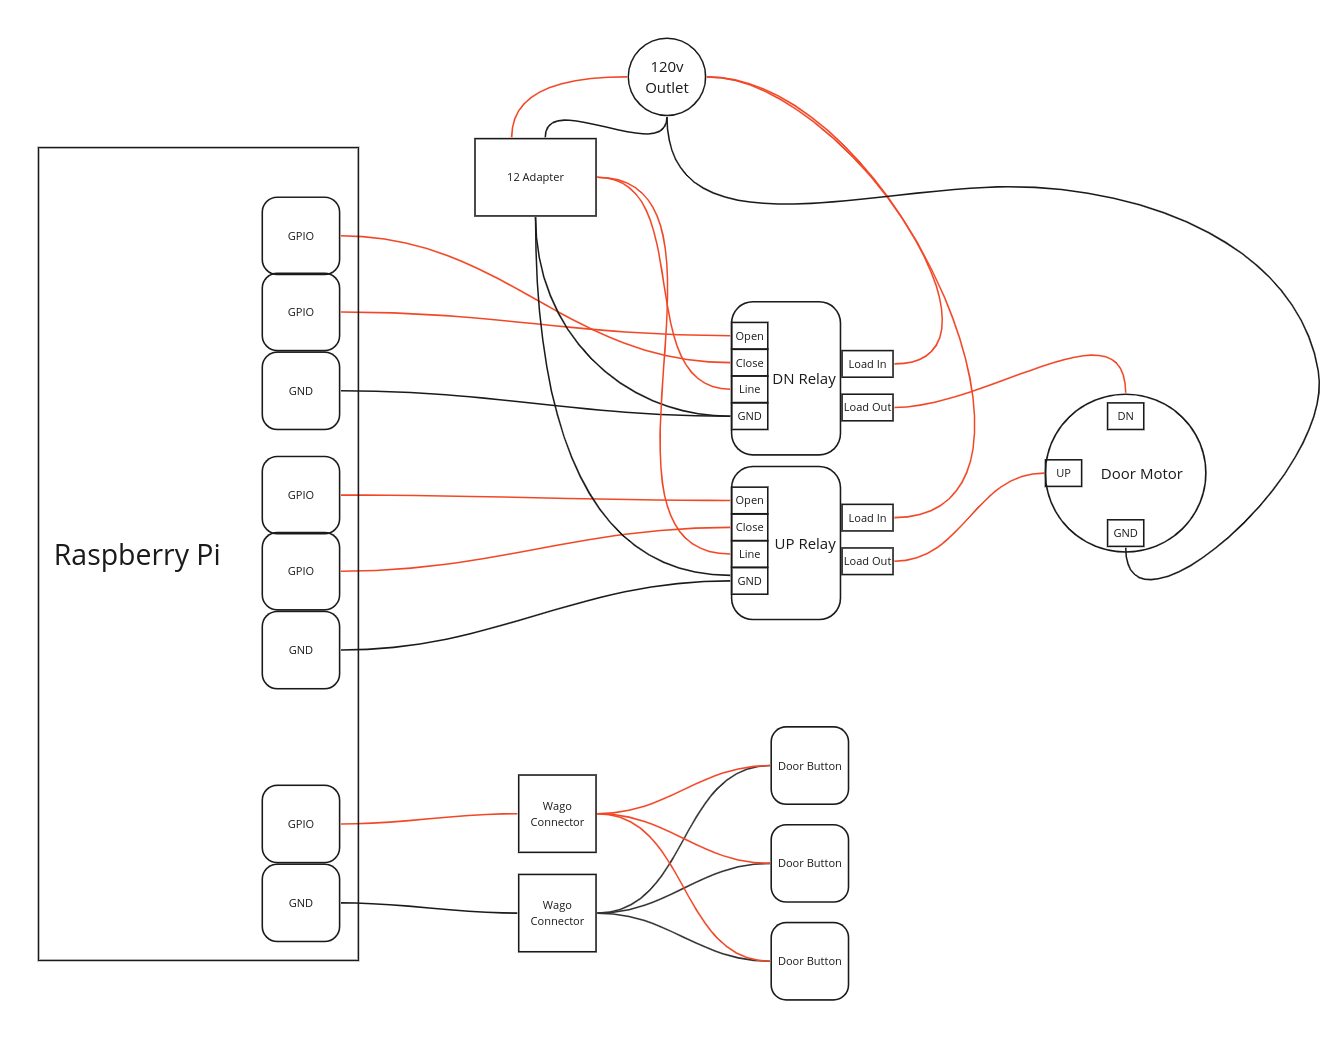 120v
Outlet
12 Adapter
GPIO
GPIO
GND
Open
Close
Line
GND
DN Relay
Load In
Load Out
DN
UP
Door Motor
GND
Raspberry Pi
GPIO
GPIO
GND
Open
Close
Line
GND
UP Relay
Load In
Load Out
GPIO
GND
Wago
Connector
Wago
Connector
Door Button
Door Button
Door Button